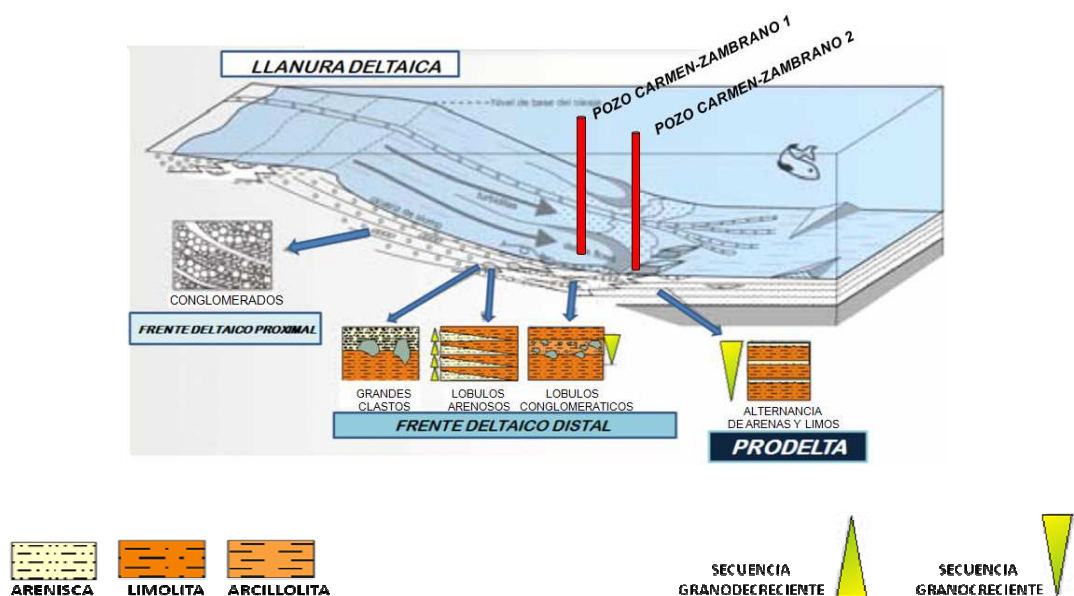 POZO CARMEN-ZAMBRANO 1
POZO CARMEN-ZAMBRANO 2
LLANURA DELTAICA
Nivel de base del oleaje
turbiditas
CONGLOMERADOS
FRENTE DELTAICO PROXIMAL
GRANDES
CLASTOS
LOBULOS
ARENOSOS
LOBULOS
CONGLOMERATICOS
FRENTE DELTAICO DISTAL
ALTERNANCIA
DE ARENAS Y LIMOS
PRODELTA
ARENISCA
LIMOLITA
ARCILLOLITA
SECUENCIA
GRANODECRECIENTE
SECUENCIA
GRANOCRECIENTE